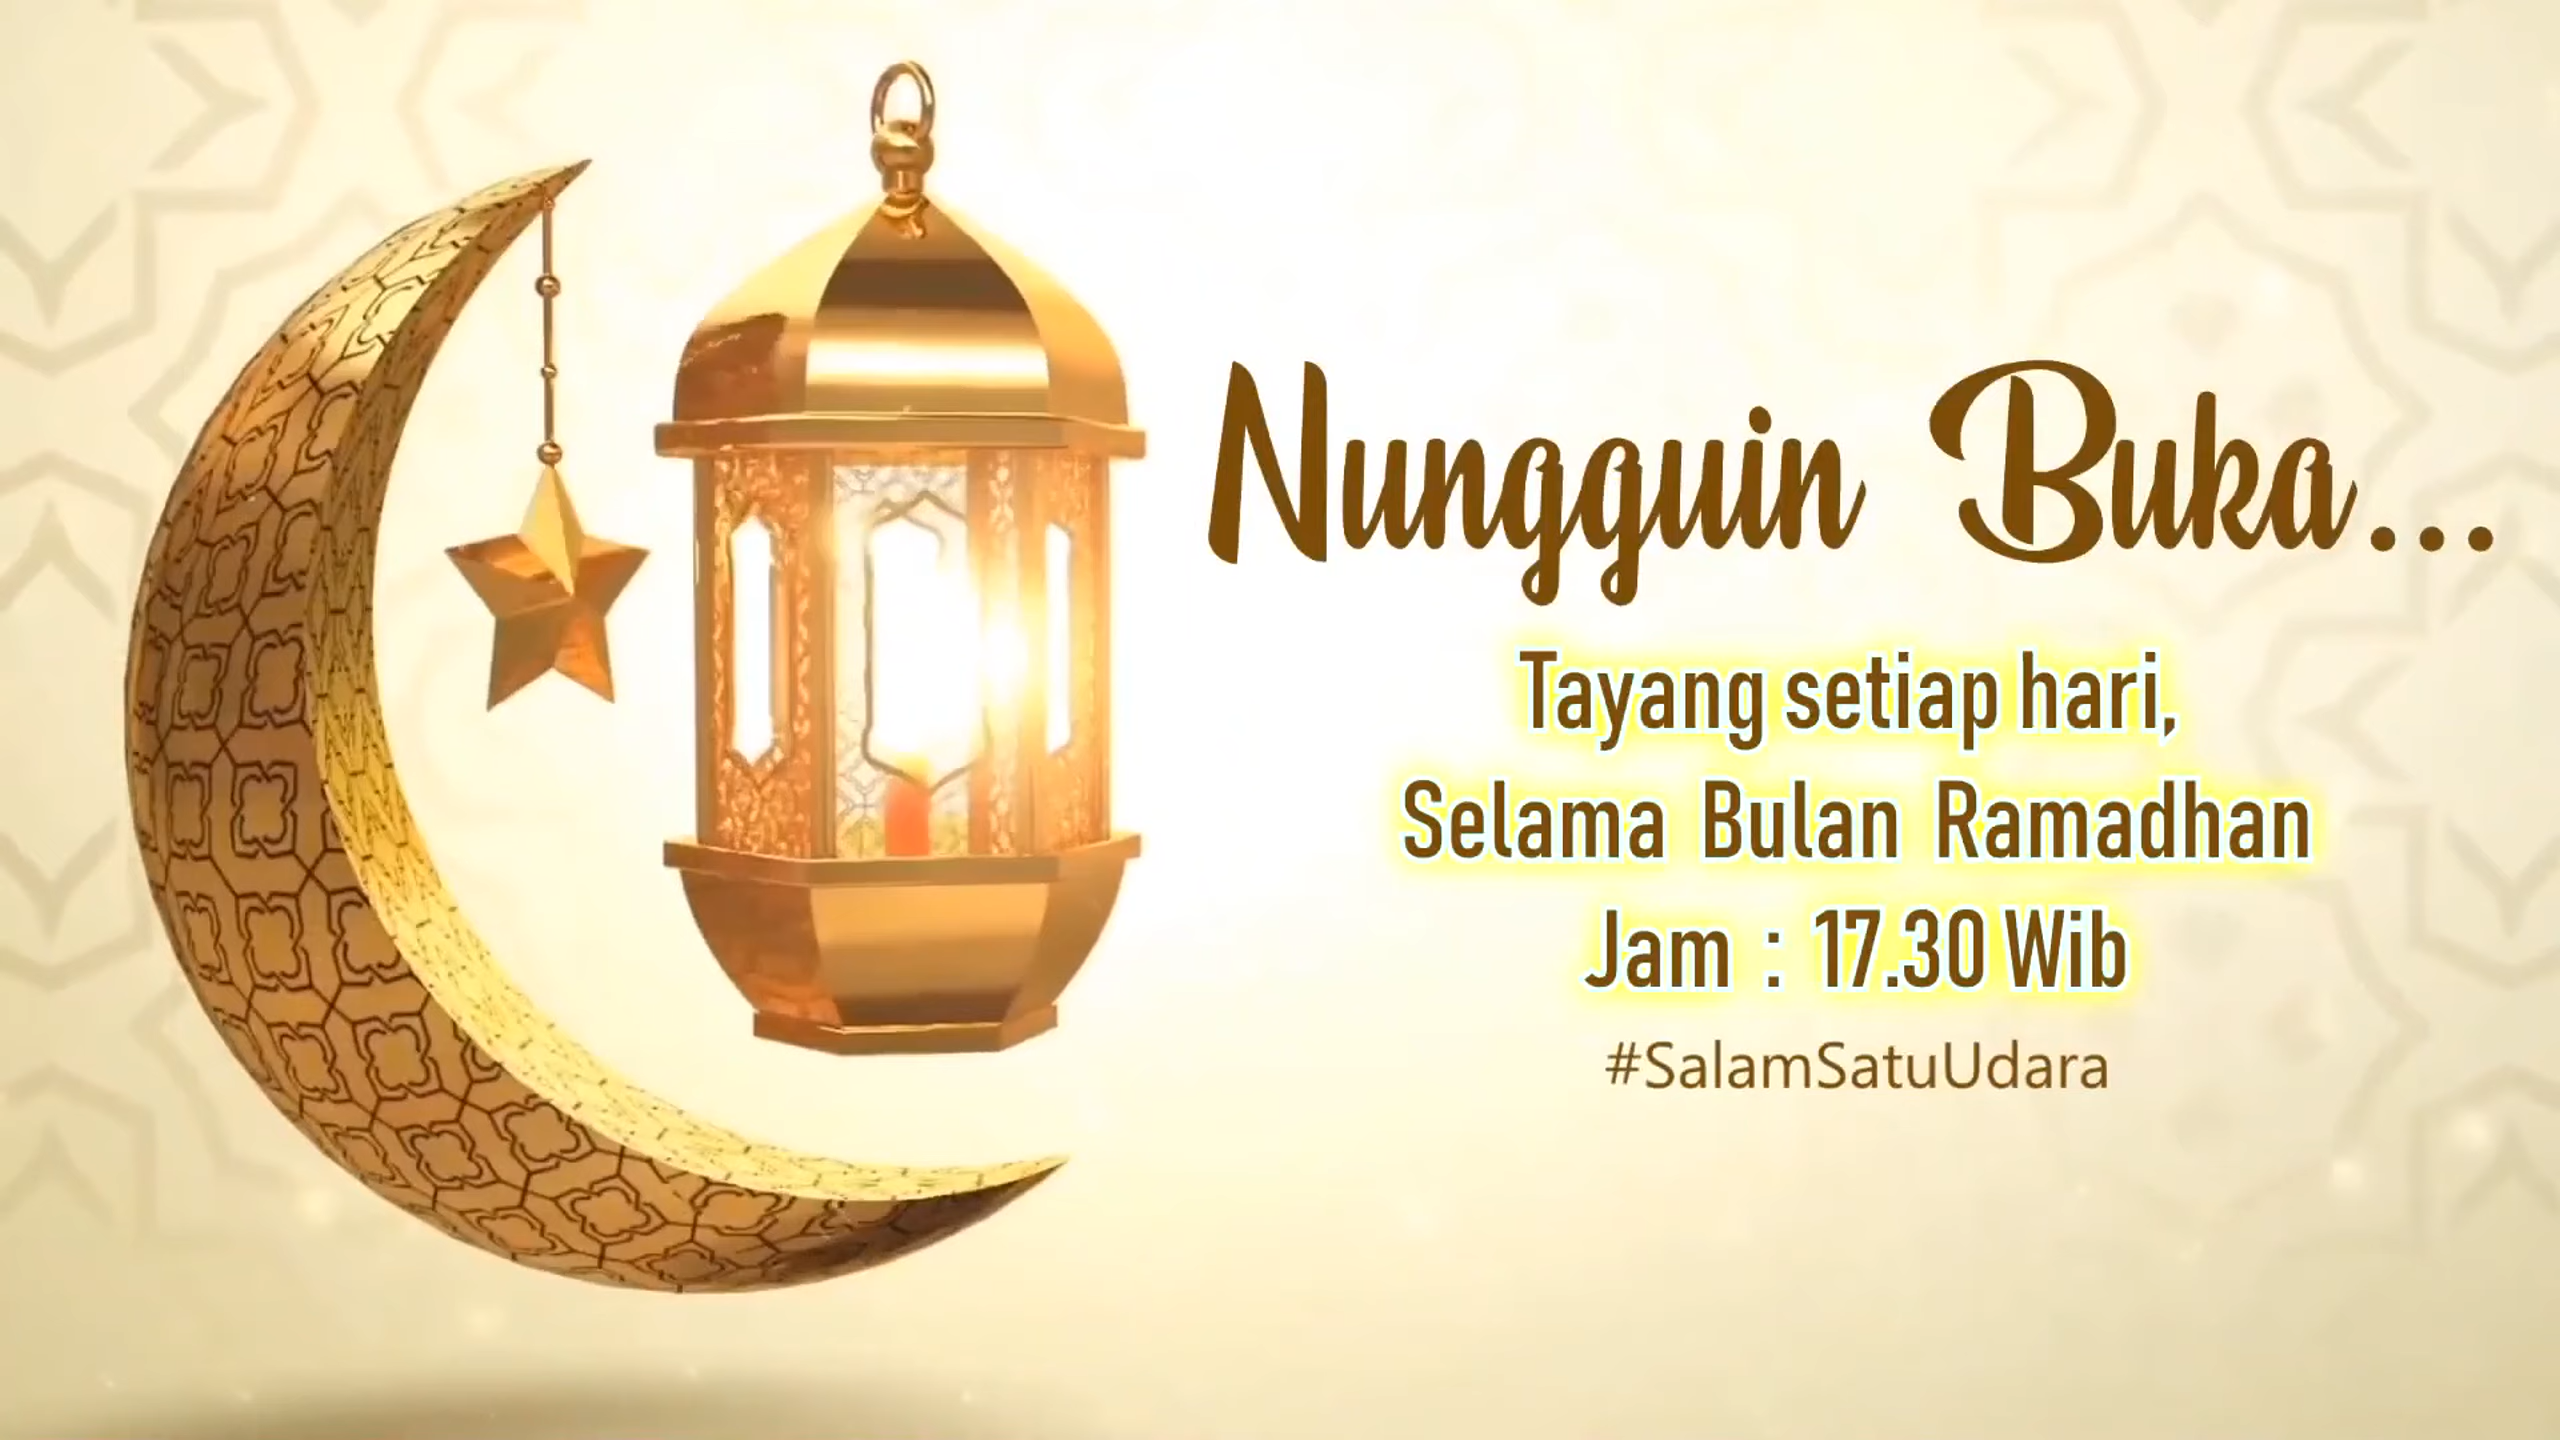 Nungguin Buka...
Tayang setiap hari,
Selama Bulan Ramadhan
Jam : 17.30 Wib
#SalamSatuUdara